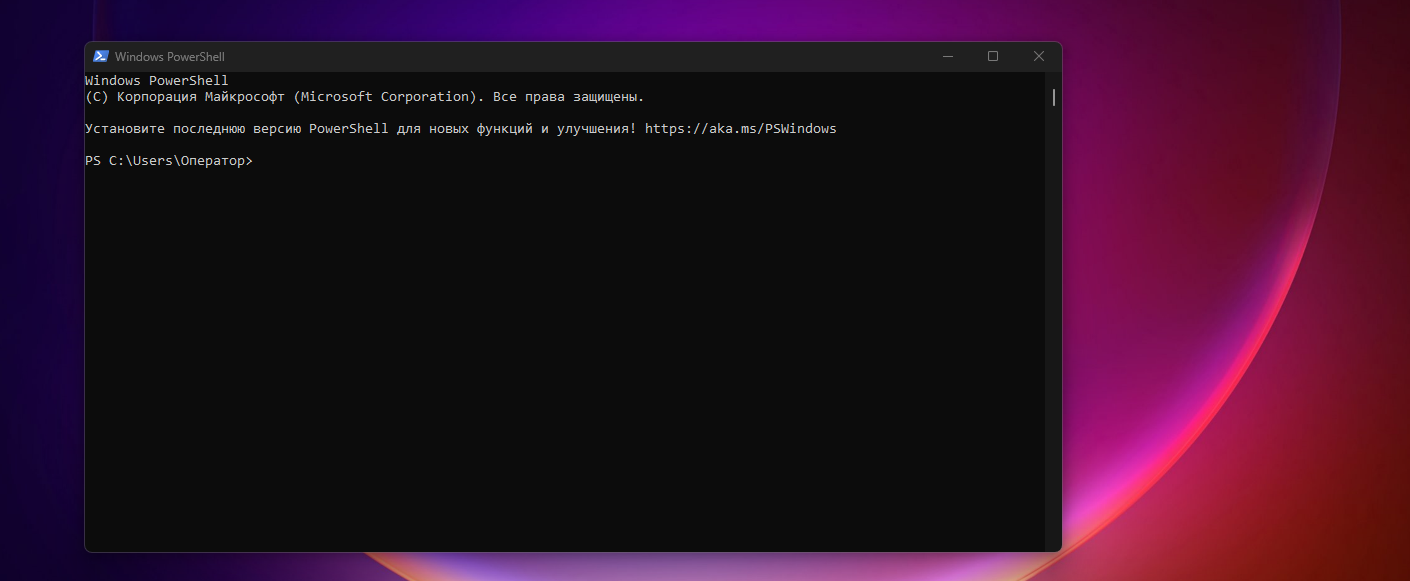 Windows PowerShell
Windows PowerShell
(C) Корпорация Майкрософт (Microsoft Corporation). Все права защищены.
Установите последнюю версию PowerShell для новых функций и улучшения! https://aka.ms/PSWindows
PS C:\Users\Оператор>